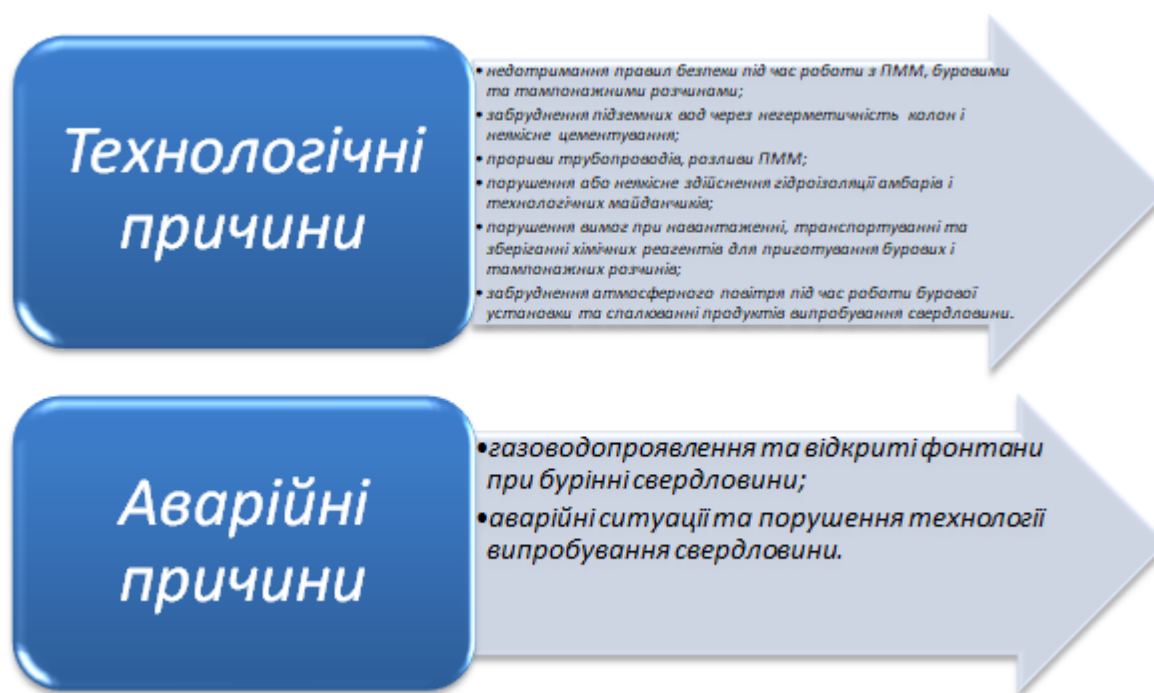 Технологічні
причини
•недотримання правил безпеки під час роботи з ПММ, буровими
та тампонажними розчинами;
•забруднення підземних вод через негерметичність колон і
неякісне цементування;
•прориви трубопроводів, розливи ПММ;
•порушення або неякісне здійснення гідроізоляції амбарів і
технологічних майданчиків;
•порушення вимог при навантаженні, транспортуванні та
зберіганні хімічних реагентів для приготування бурових і
тампонажних розчинів;
•забруднення атмосферного повітря під час роботи бурової
установки та спалюванні продуктів випробування свердловини.
Аварійні
причини
•газоводопроявлення та відкриті фонтани
при бурінні свердловини;
•аварійні ситуації та порушення технології
випробування свердловини.